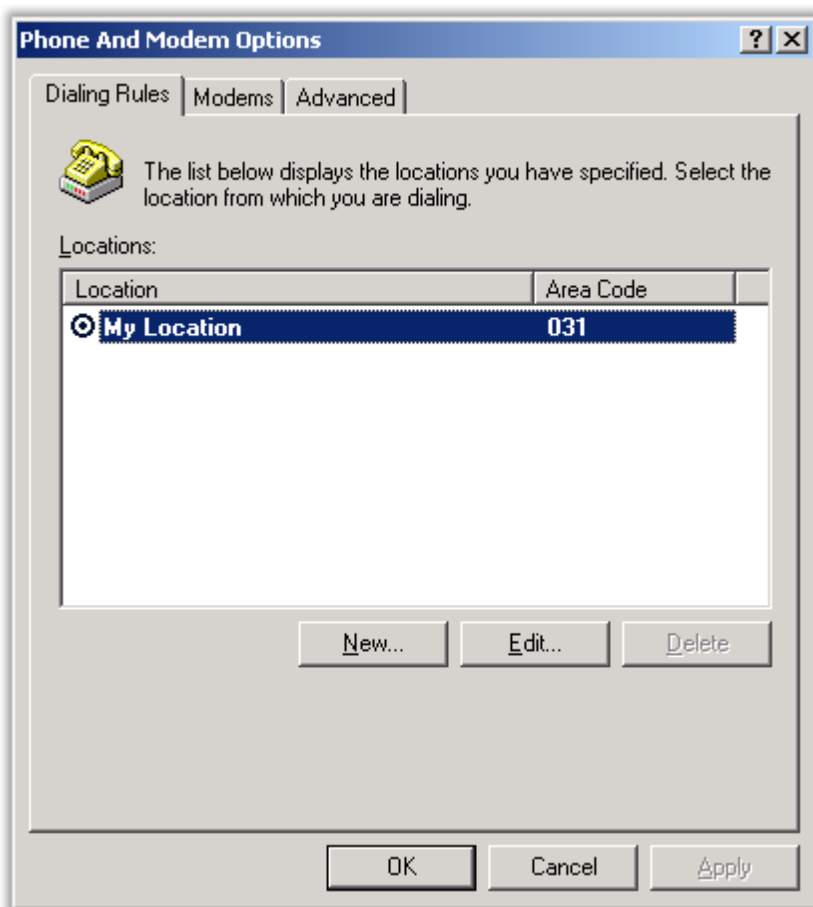 Phone And Modem Options
Dialing Rules Modems Advanced
The list below displays the locations you have specified. Select the
location from which you are dialing.
Locations:
Location Area Code
My Location 031
New... Edit... Delete
OK Cancel Apply